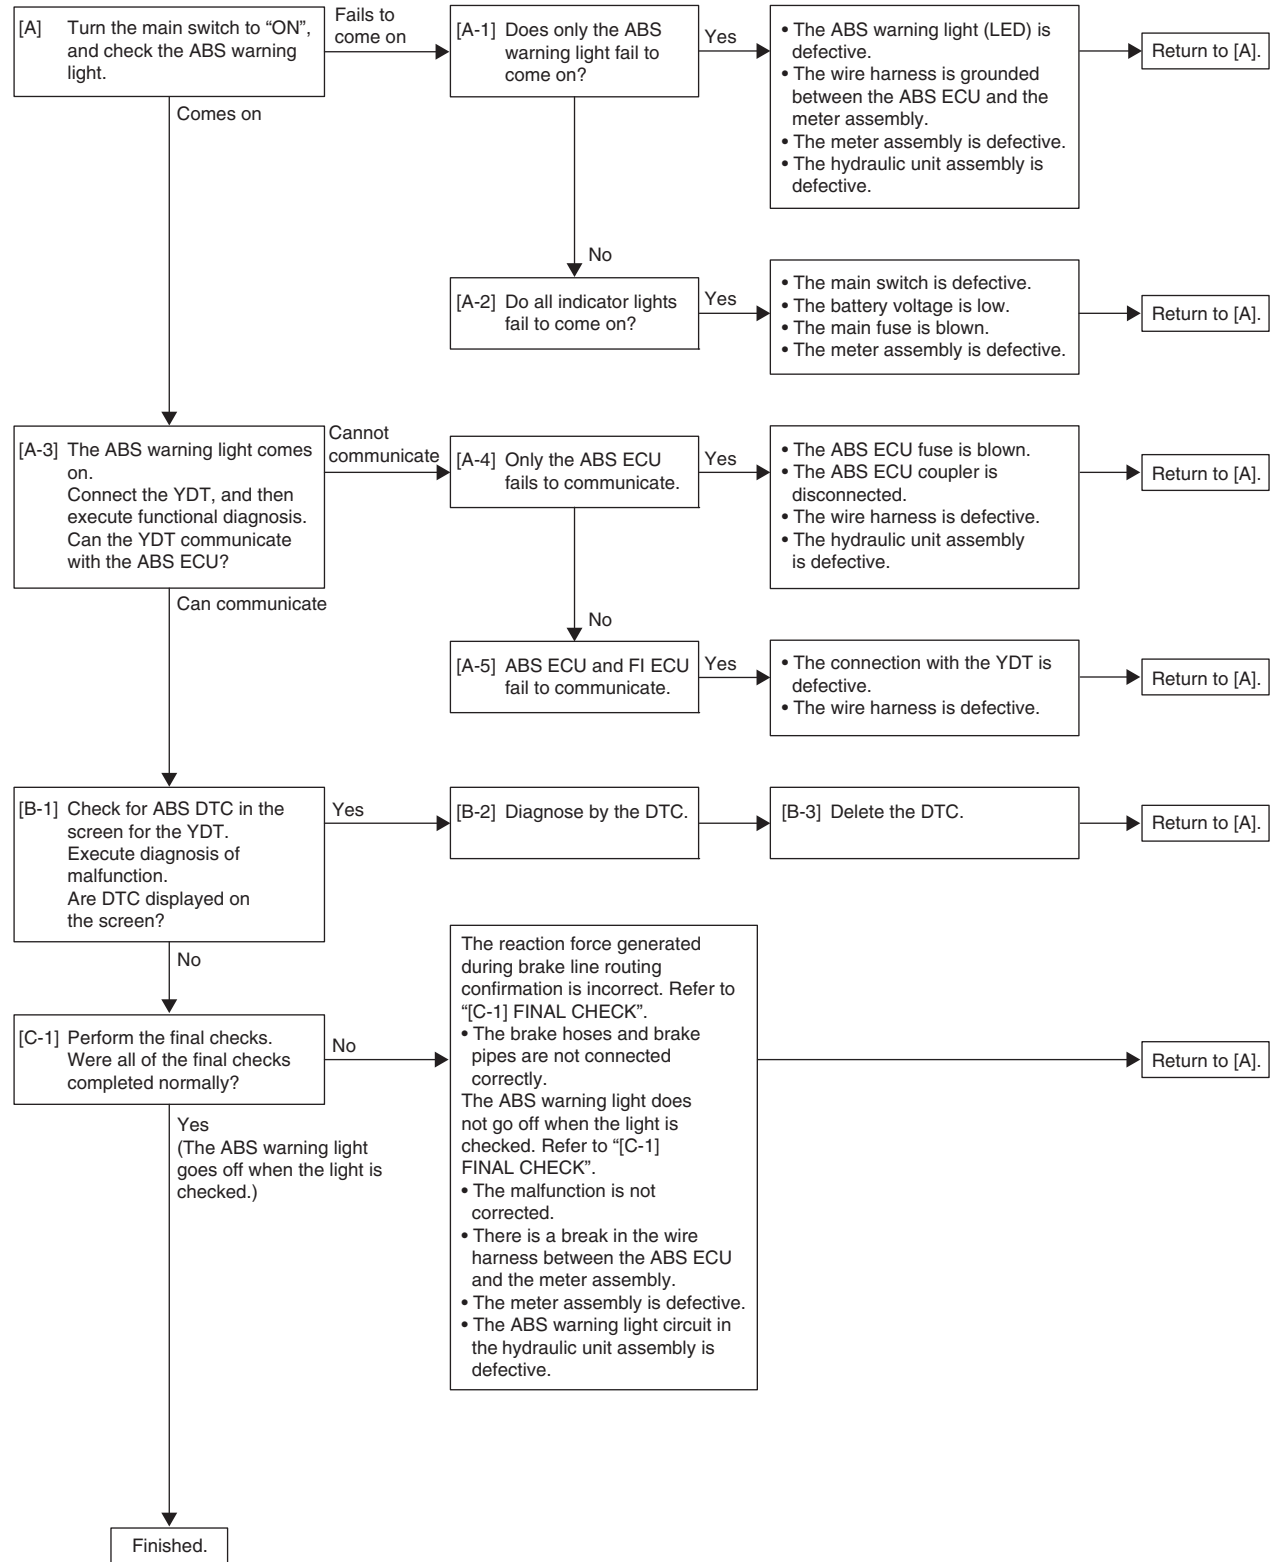 [A] Turn the main switch to “ON”,
and check the ABS warning
light.
Fails to
come on
[A-1] Does only the ABS
warning light fail to
come on?
Yes
• The ABS warning light (LED) is
defective.
• The wire harness is grounded
between the ABS ECU and the
meter assembly.
• The meter assembly is defective.
• The hydraulic unit assembly is
defective.
Return to [A].
Comes on
No
[A-2] Do all indicator lights
fail to come on?
Yes
• The main switch is defective.
• The battery voltage is low.
• The main fuse is blown.
• The meter assembly is defective.
Return to [A].
[A-3] The ABS warning light comes
on.
Connect the YDT, and then
execute functional diagnosis.
Can the YDT communicate
with the ABS ECU?
Cannot
communicate
[A-4] Only the ABS ECU
fails to communicate.
Yes
• The ABS ECU fuse is blown.
• The ABS ECU coupler is
disconnected.
• The wire harness is defective.
• The hydraulic unit assembly
is defective.
Return to [A].
Can communicate
No
[A-5] ABS ECU and FI ECU
fail to communicate.
Yes
• The connection with the YDT is
defective.
• The wire harness is defective.
Return to [A].
[B-1] Check for ABS DTC in the
screen for the YDT.
Execute diagnosis of
malfunction.
Are DTC displayed on
the screen?
Yes
[B-2] Diagnose by the DTC.
[B-3] Delete the DTC.
Return to [A].
No
[C-1] Perform the final checks.
Were all of the final checks
completed normally?
No
The reaction force generated
during brake line routing
confirmation is incorrect. Refer to
“[C-1] FINAL CHECK”.
• The brake hoses and brake
pipes are not connected
correctly.
The ABS warning light does
not go off when the light is
checked. Refer to “[C-1]
FINAL CHECK”.
• The malfunction is not
corrected.
• There is a break in the wire
harness between the ABS ECU
and the meter assembly.
• The meter assembly is defective.
• The ABS warning light circuit in
the hydraulic unit assembly is
defective.
Return to [A].
Yes
(The ABS warning light
goes off when the light is
checked.)
Finished.